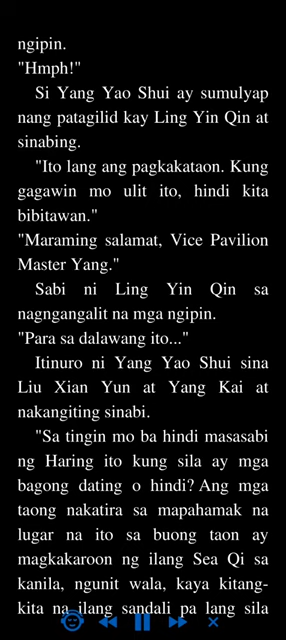 ngipin.
"Hmph!"
Si Yang Yao Shui ay sumulyap
nang patagilid kay Ling Yin Qin at
sinabing.
"Ito lang ang pagkakataon. Kung
gagawin mo ulit ito, hindi kita
bibitawan."
"Maraming salamat, Vice Pavilion
Master Yang."
Sabi ni Ling Yin Qin sa
nagngangalit na mga ngipin.
"Para sa dalawang ito..."
Itinuro ni Yang Yao Shui sina
Liu Xian Yun at Yang Kai at
nakangiting sinabi.
"Sa tingin mo ba hindi masasabi
ng Haring ito kung sila ay mga
bagong dating o hindi? Ang mga
taong nakatira sa mapahamak na
lugar na ito sa buong taon ay
magkakaroon ng ilang Sea Qi sa
kanila, ngunit wala, kaya kitang-
kita na ilang sandali pa lang sila